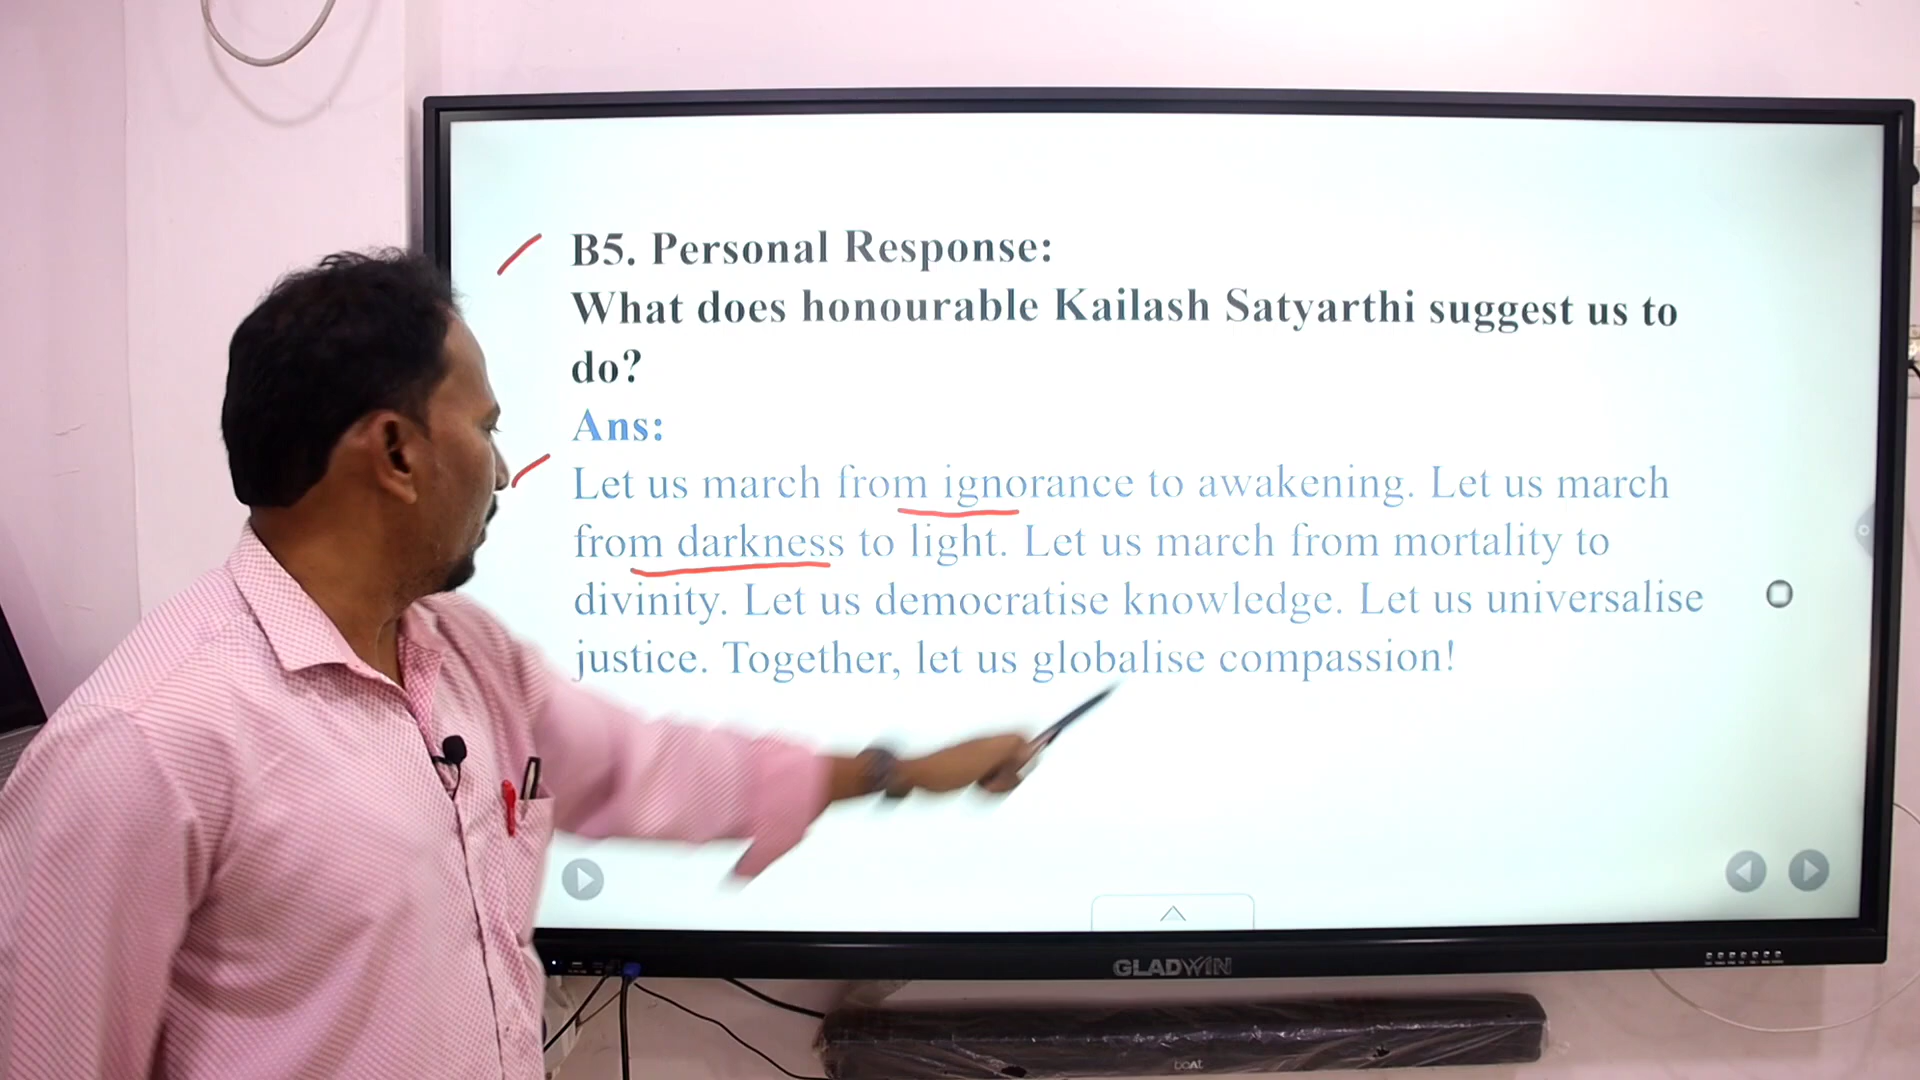 B5. Personal Response:
What does honourable Kailash Satyarthi suggest us to
do?
Ans:
Let us march from ignorance to awakening. Let us march
from darkness to light. Let us march from mortality to
divinity. Let us democratise knowledge. Let us universalise
justice. Together, let us globalise compassion!
GLADWIN
boAt